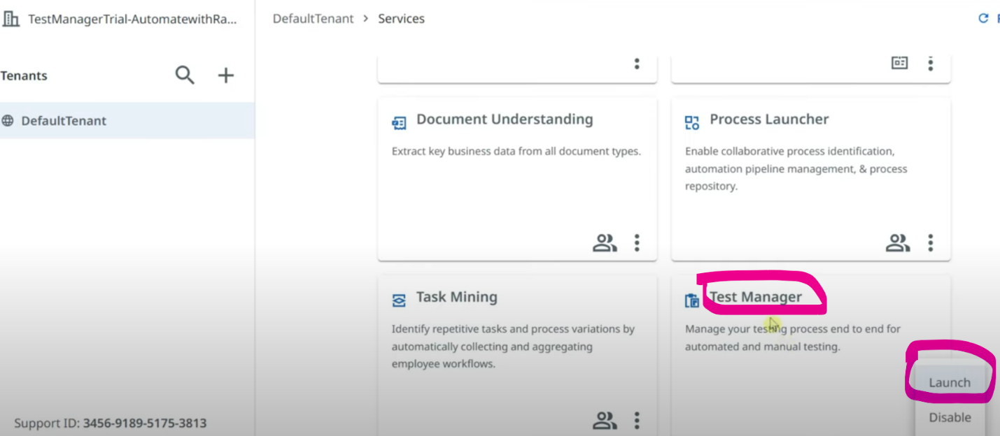 TestManagerTrial-AutomatewithRa...
DefaultTenant > Services
Tenants
DefaultTenant
Document Understanding
Extract key business data from all document types.
Process Launcher
Enable collaborative process identification,
automation pipeline management, & process
repository.
Task Mining
Identify repetitive tasks and process variations by
automatically collecting and aggregating
employee workflows.
Test Manager
Manage your testing process end to end for
automated and manual testing.
Launch
Disable
Support ID: 3456-9189-5175-3813